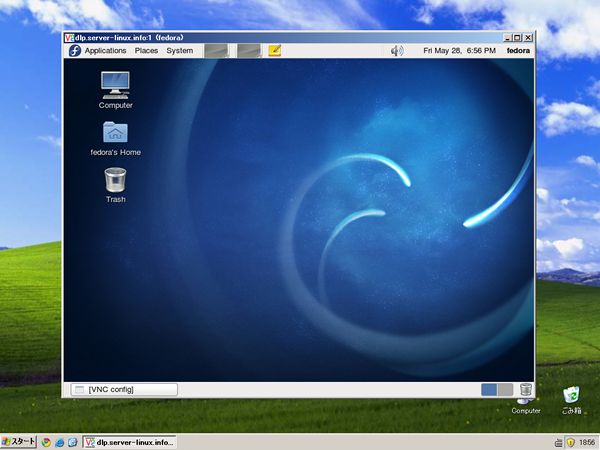 dlp.server-linux.info:1 (fedora)
Applications Places System Fri May 28, 6:56 PM fedora
Computer
fedora's Home
Trash
[VNC config]
Computer
ごみ箱
スタート dlp.server-linux.info... 18:56